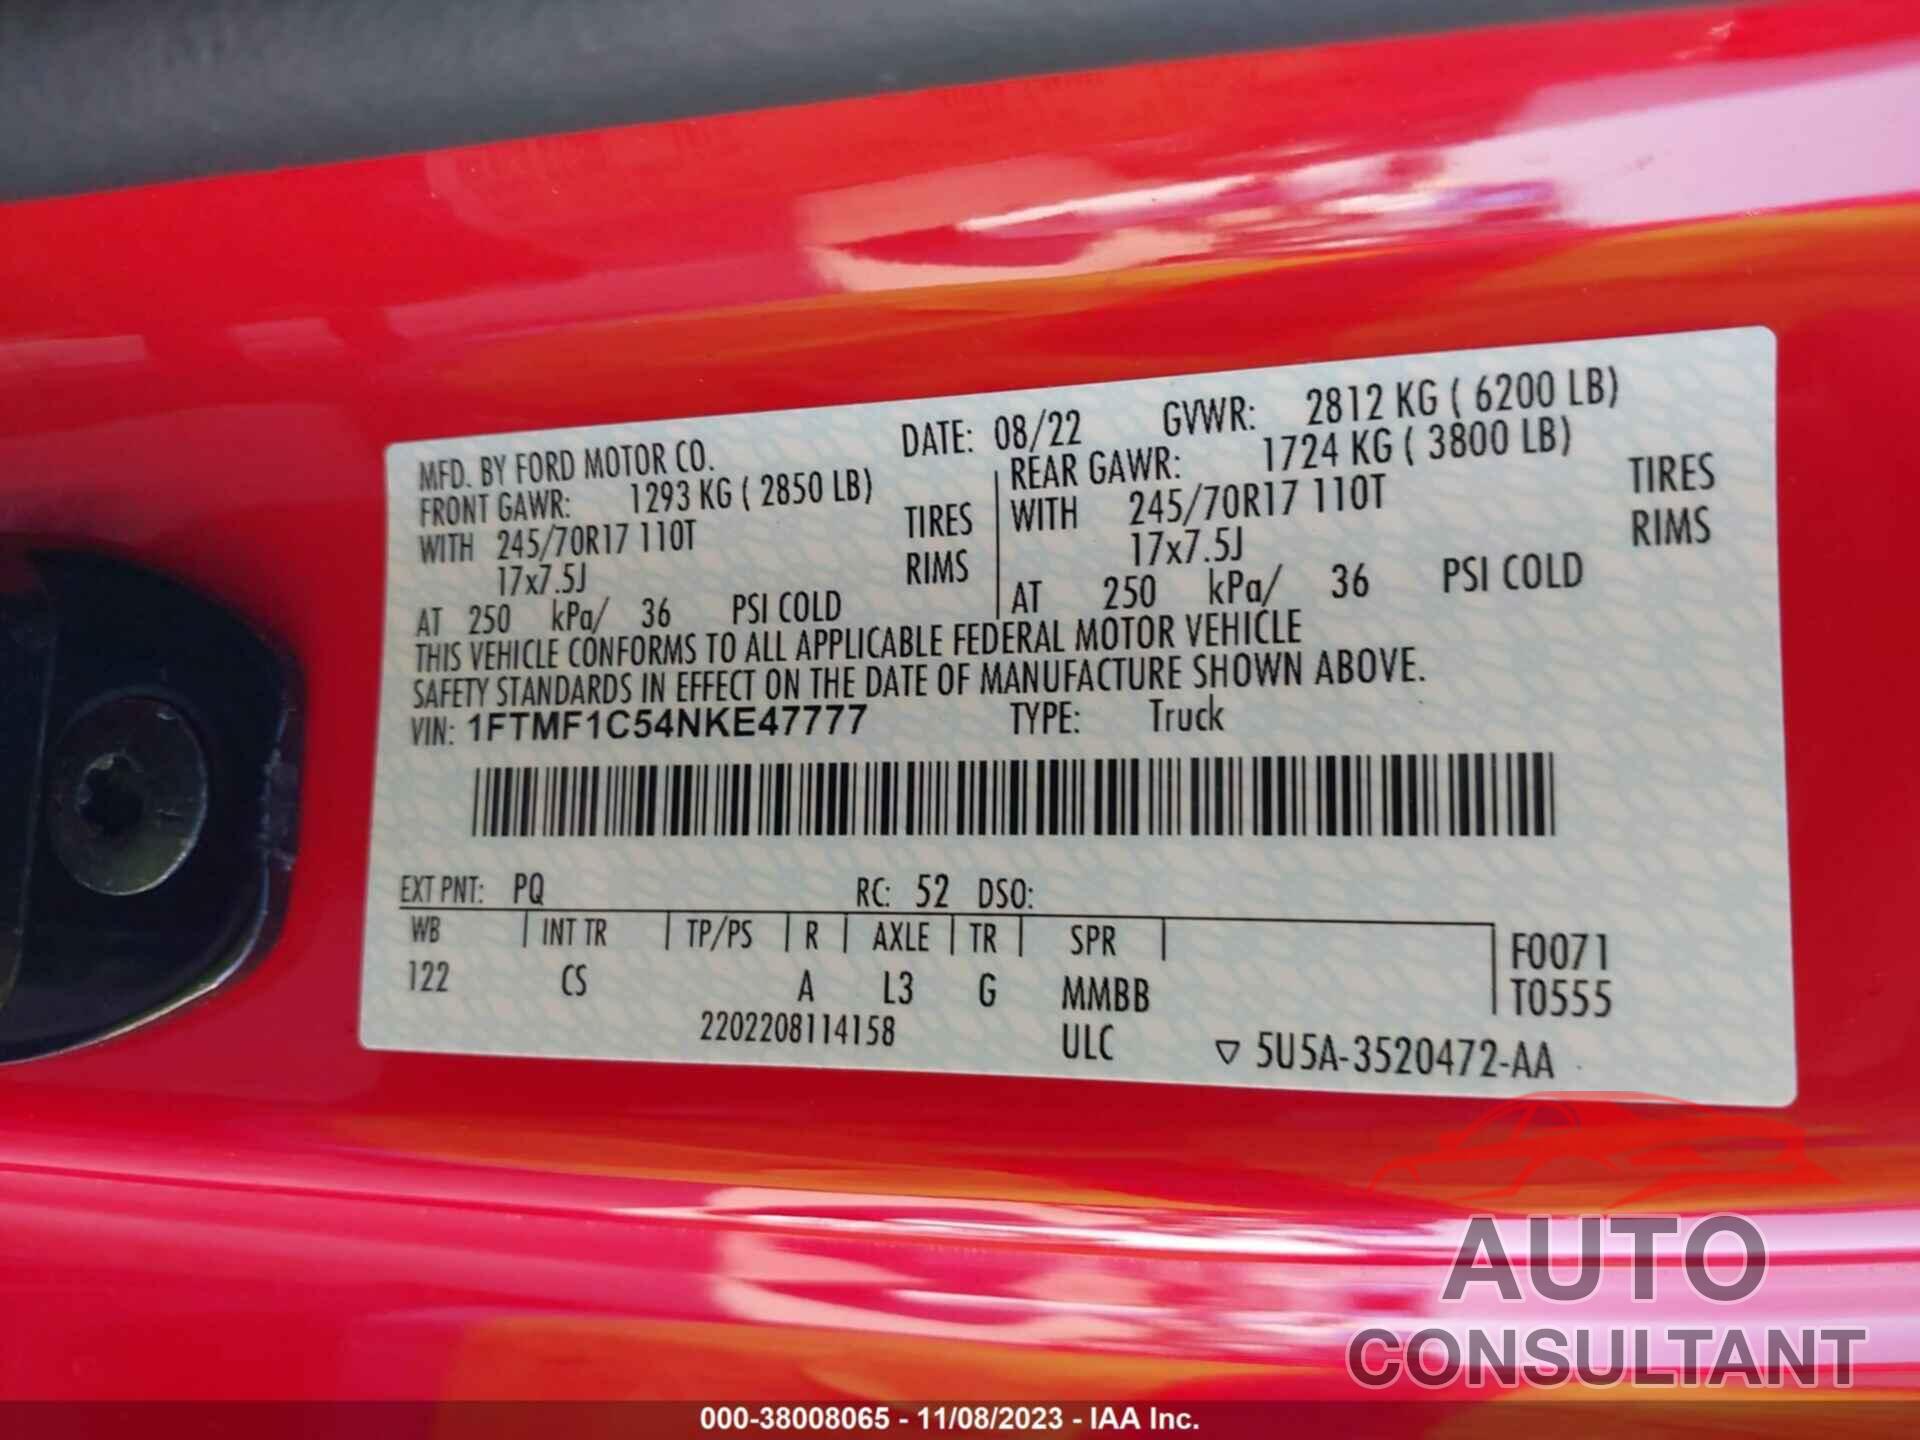 MFD. BY FORD MOTOR CO. DATE: 08/22 GVWR: 2812 KG ( 6200 LB)
FRONT GAWR: 1293 KG ( 2850 LB) REAR GAWR: 1724 KG ( 3800 LB)
WITH 245/70R17 110T TIRES WITH 245/70R17 110T TIRES
17x7.5J RIMS 17x7.5J RIMS
AT 250 kPa/ 36 PSI COLD AT 250 kPa/ 36 PSI COLD
THIS VEHICLE CONFORMS TO ALL APPLICABLE FEDERAL MOTOR VEHICLE
SAFETY STANDARDS IN EFFECT ON THE DATE OF MANUFACTURE SHOWN ABOVE.
VIN: 1FTMF1C54NKE47777 TYPE: Truck
EXT PNT: PQ RC: 52 DSO:
WB INT TR TP/PS R AXLE TR SPR F0071
122 CS A L3 G MMBB T0555
2202208114158 ULC ▽ 5U5A-3520472-AA
AUTO
CONSULTANT
000-38008065 - 11/08/2023 - IAA Inc.